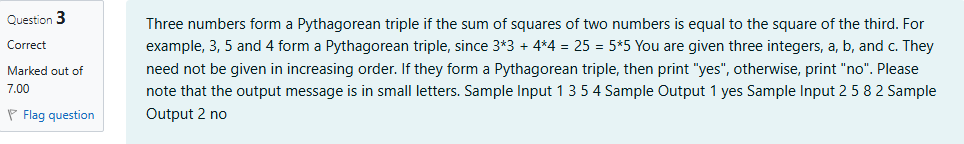 Question 3
Correct
Marked out of
7.00
Flag question
Three numbers form a Pythagorean triple if the sum of squares of two numbers is equal to the square of the third. For
example, 3, 5 and 4 form a Pythagorean triple, since 3*3 + 4*4 = 25 = 5*5 You are given three integers, a, b, and c. They
need not be given in increasing order. If they form a Pythagorean triple, then print "yes", otherwise, print "no". Please
note that the output message is in small letters. Sample Input 1 3 5 4 Sample Output 1 yes Sample Input 2 5 8 2 Sample
Output 2 no